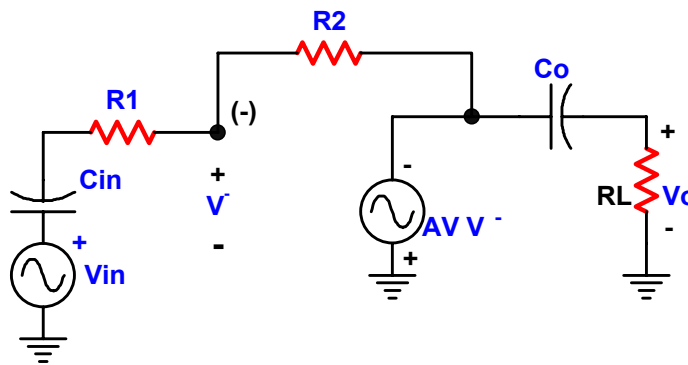 R2
Co
R1
(-)
+
-
+
Cin
V-
RL
Vo
+
-
AV V -
-
Vin
+